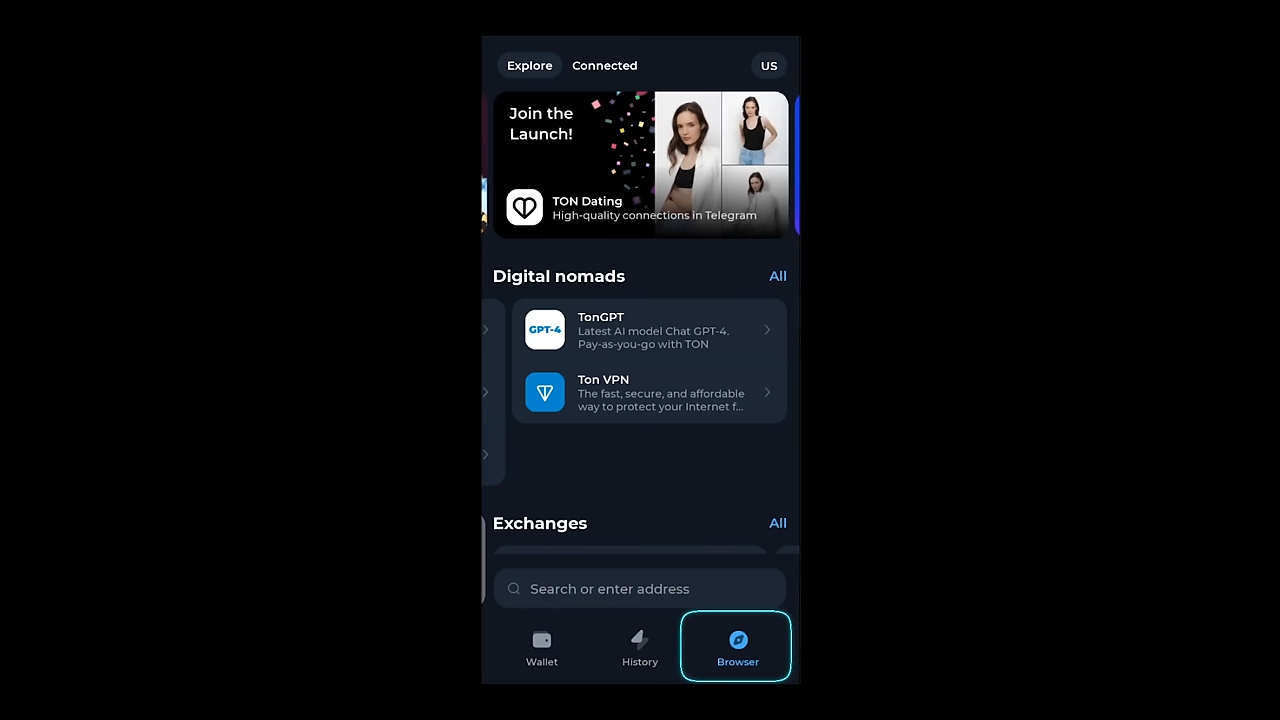 Explore Connected US
Join the
Launch!
TON Dating
High-quality connections in Telegram
Digital nomads All
GPT-4
TonGPT
Latest AI model Chat GPT-4.
Pay-as-you-go with TON
Ton VPN
The fast, secure, and affordable
way to protect your Internet f...
Exchanges All
Search or enter address
Wallet History Browser